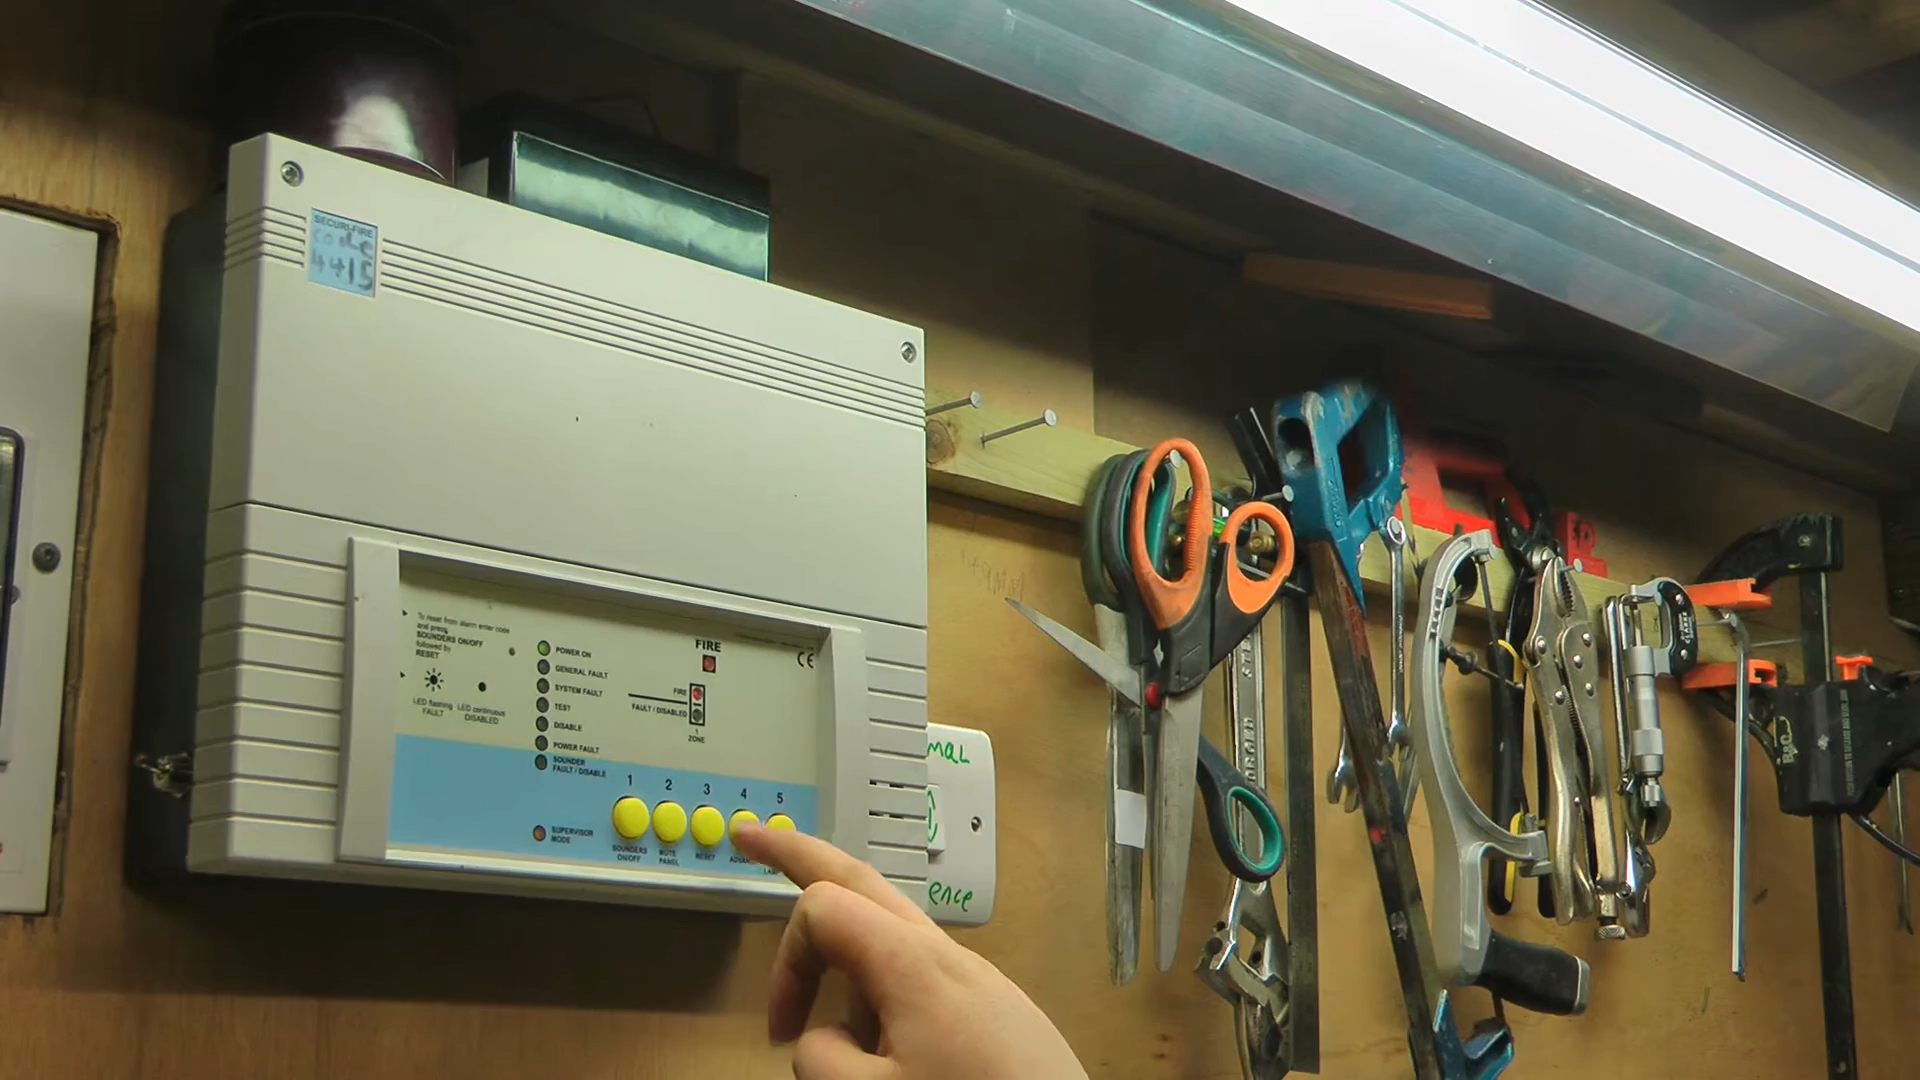 SECURI-FIRE
code
4415
To reset from alarm enter code
and press
SOUNDERS ON/OFF
followed by
RESET
LED flashing
FAULT
LED continuous
DISABLED
POWER ON
GENERAL FAULT
SYSTEM FAULT
TEST
DISABLE
POWER FAULT
SOUNDER
FAULT / DISABLE
SUPERVISOR
MODE
FIRE
CE
FIRE
FAULT / DISABLED
1
ZONE
1 2 3 4 5
SOUNDERS
ON/OFF
MUTE
PANEL
RESET
CLARKE